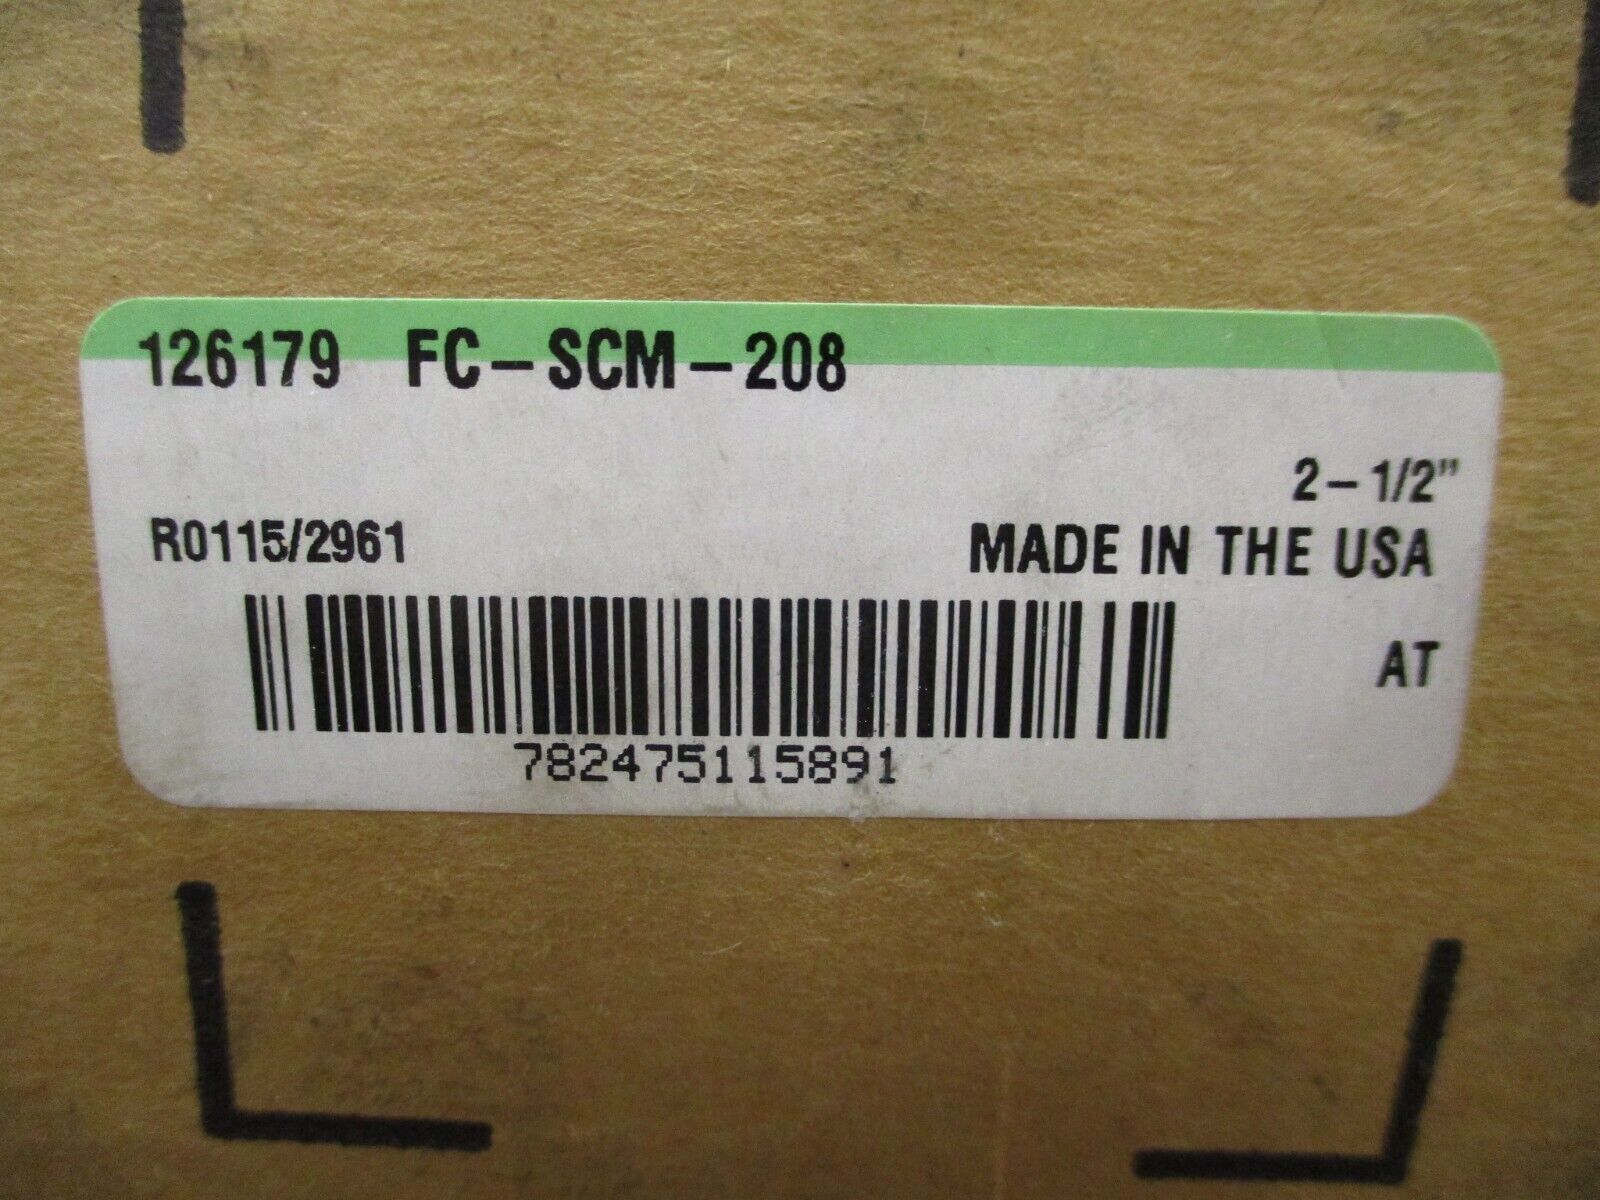 126179 FC-SCM-208
2-1/2"
R0115/2961
MADE IN THE USA
AT
782475115891